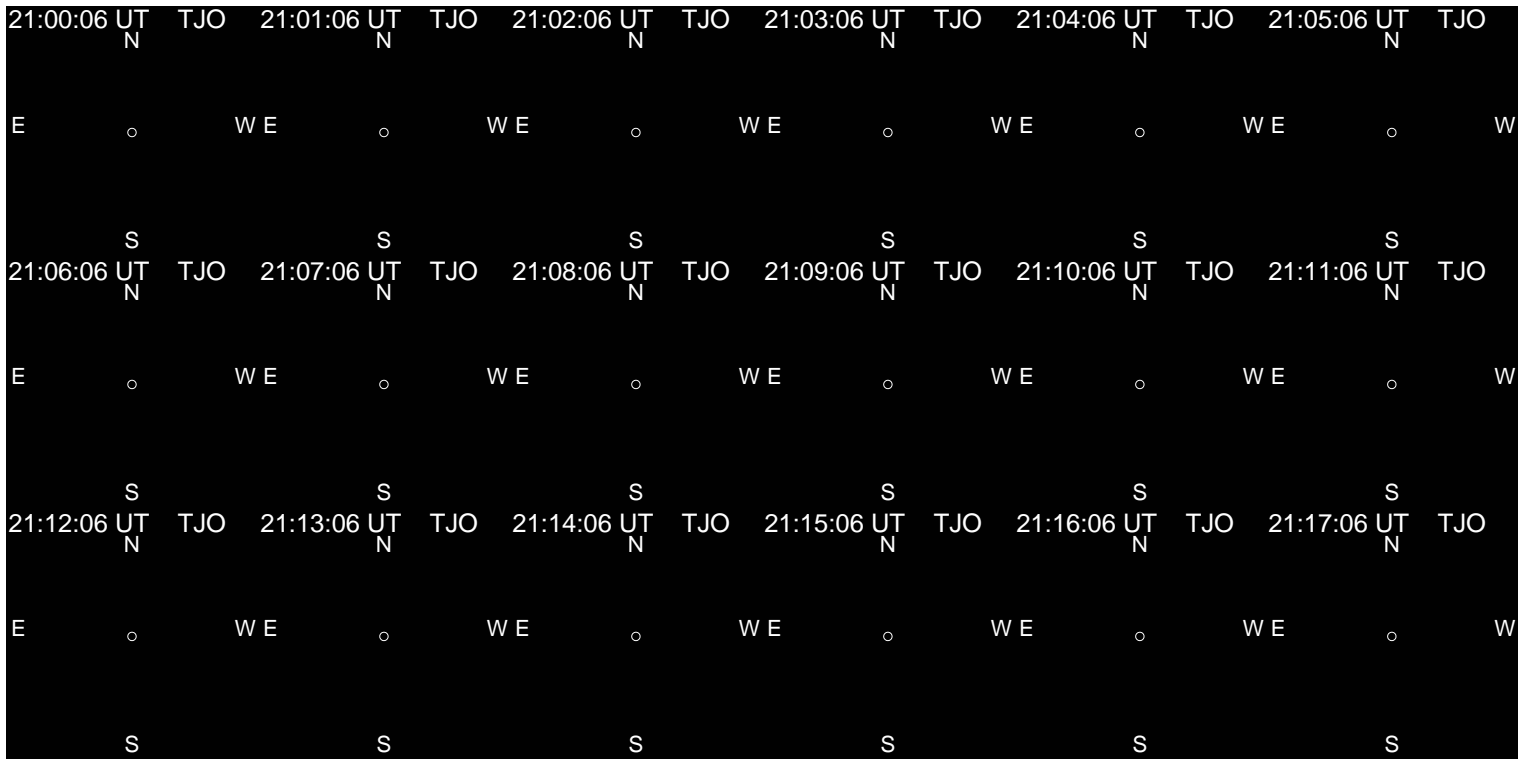 21:00:06 UT TJO 21:01:06 UT TJO 21:02:06 UT TJO 21:03:06 UT TJO 21:04:06 UT TJO 21:05:06 UT TJO
N N N N N N
E W E W E W E W E W E W
S S S S S S
21:06:06 UT TJO 21:07:06 UT TJO 21:08:06 UT TJO 21:09:06 UT TJO 21:10:06 UT TJO 21:11:06 UT TJO
N N N N N N
E W E W E W E W E W E W
S S S S S S
21:12:06 UT TJO 21:13:06 UT TJO 21:14:06 UT TJO 21:15:06 UT TJO 21:16:06 UT TJO 21:17:06 UT TJO
N N N N N N
E W E W E W E W E W E W
S S S S S S